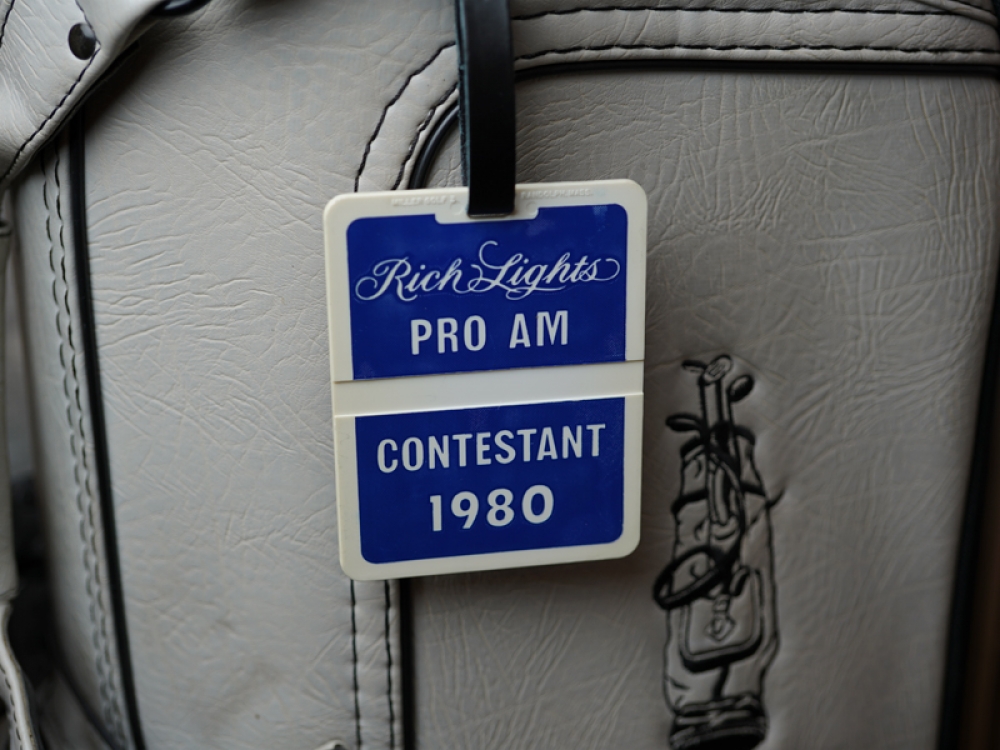 Rich Lights
PRO AM
CONTESTANT
1980